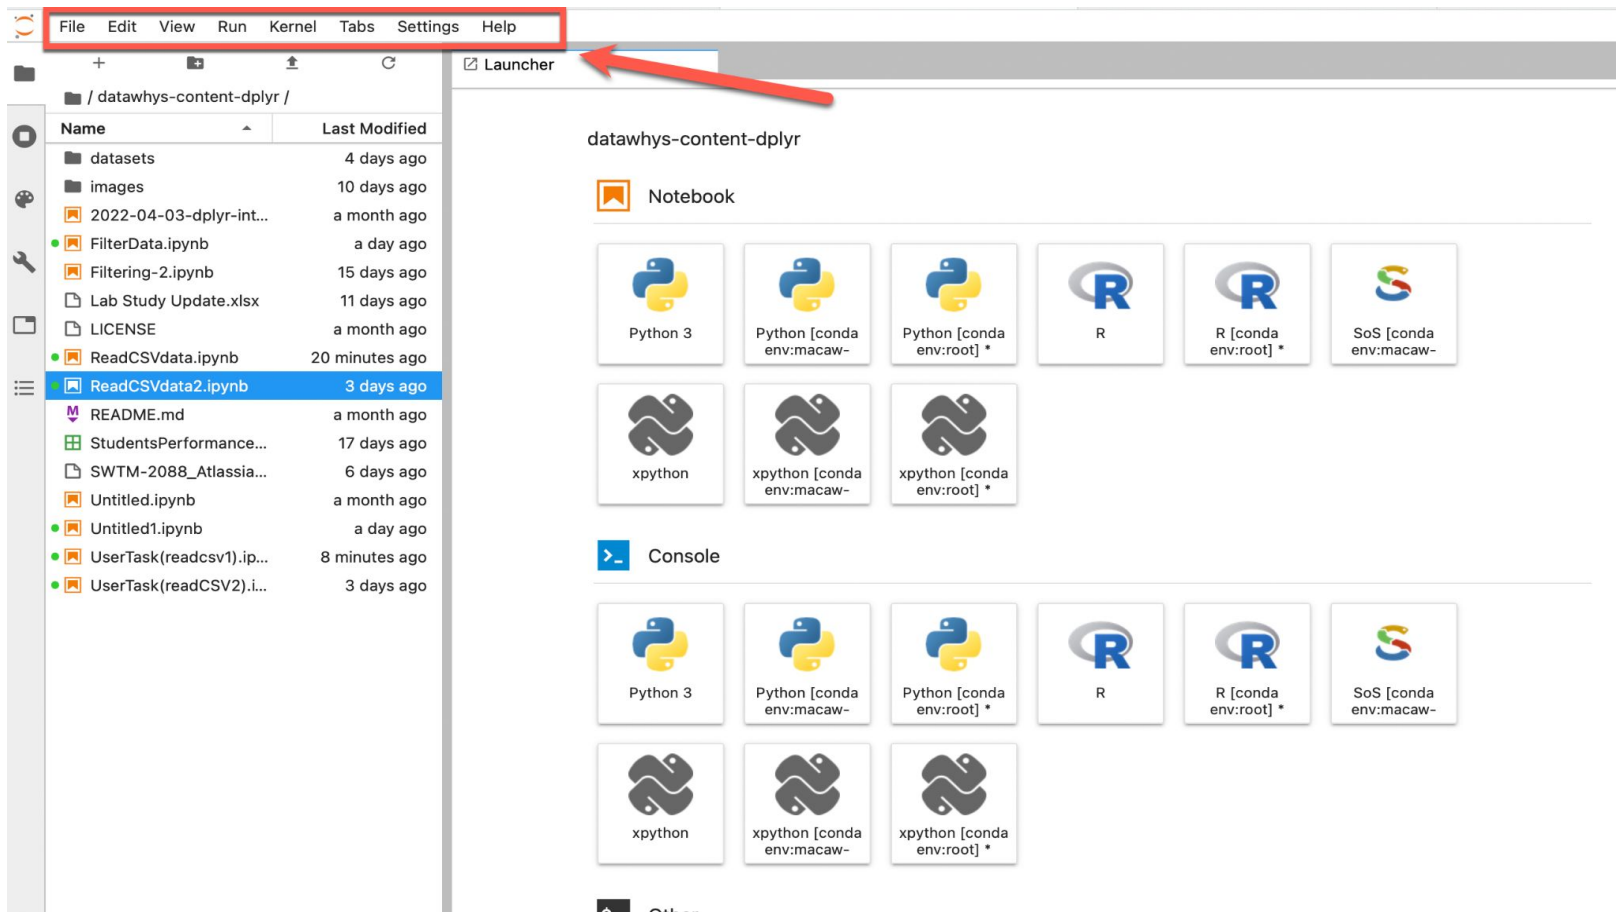 File Edit View Run Kernel Tabs Settings Help
Launcher
/ datawhys-content-dplyr /
Name Last Modified
datasets 4 days ago
images 10 days ago
2022-04-03-dplyr-int... a month ago
FilterData.ipynb a day ago
Filtering-2.ipynb 15 days ago
Lab Study Update.xlsx 11 days ago
LICENSE a month ago
ReadCSVdata.ipynb 20 minutes ago
ReadCSVdata2.ipynb 3 days ago
README.md a month ago
StudentsPerformance... 17 days ago
SWTM-2088_Atlassia... 6 days ago
Untitled.ipynb a month ago
Untitled1.ipynb a day ago
UserTask(readcsv1).ip... 8 minutes ago
UserTask(readCSV2).i... 3 days ago
datawhys-content-dplyr
Notebook
Python 3
Python [conda
env:macaw-
Python [conda
env:root] *
R
R [conda
env:root] *
SoS [conda
env:macaw-
xpython
xpython [conda
env:macaw-
xpython [conda
env:root] *
Console
Python 3
Python [conda
env:macaw-
Python [conda
env:root] *
R
R [conda
env:root] *
SoS [conda
env:macaw-
xpython
xpython [conda
env:macaw-
xpython [conda
env:root] *